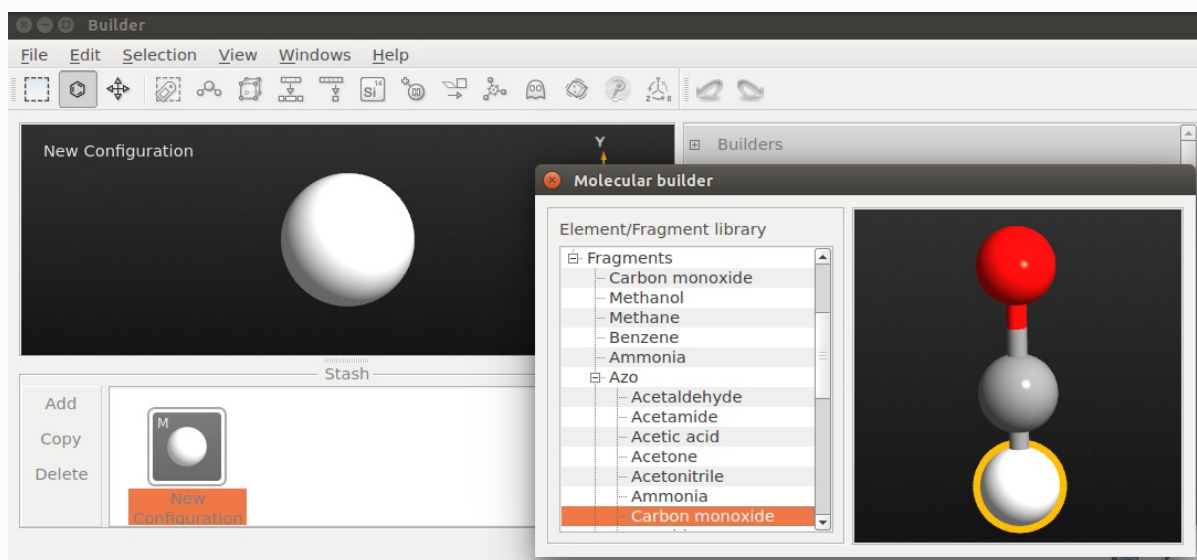 Builder
File Edit Selection View Windows Help
Si 14
H
z x
New Configuration
Y
Builders
Molecular builder
Element/Fragment library
Fragments
Carbon monoxide
Methanol
Methane
Benzene
Ammonia
Azo
Acetaldehyde
Acetamide
Acetic acid
Acetone
Acetonitrile
Ammonia
Carbon monoxide
Stash
Add
Copy
Delete
M
New
Configuration